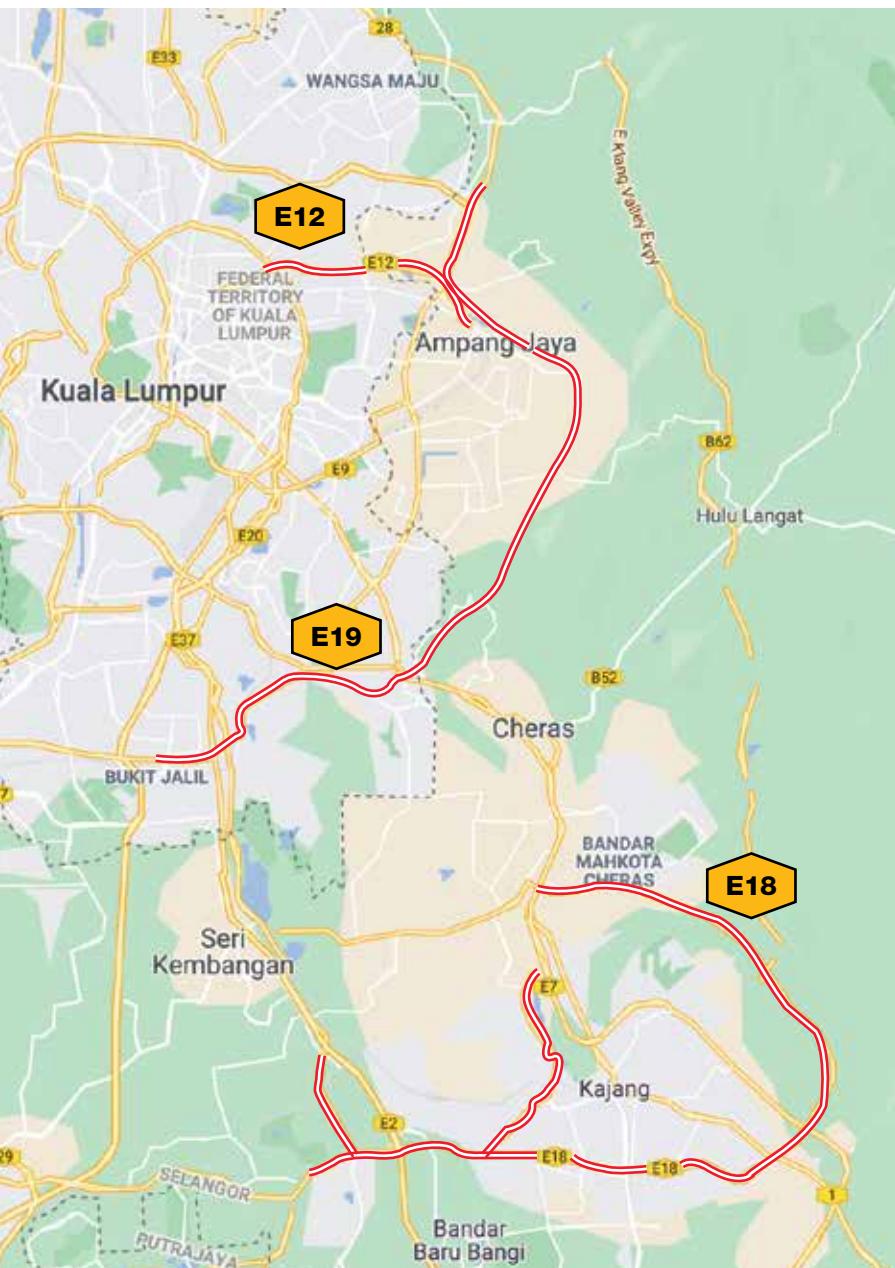 28
E33
WANGSA MAJU
E Klang Valley Expy
E12
E12
FEDERAL
TERRITORY
OF KUALA
LUMPUR
Ampang Jaya
Kuala Lumpur
B62
E9
Hulu Langat
E20
E19
E37
B52
Cheras
BUKIT JALIL
7
BANDAR
MAHKOTA
CHERAS
E18
Seri
Kembangan
E7
Kajang
E2
29
E18
E18
SELANGOR
1
PUTRAJAYA
Bandar
Baru Bangi